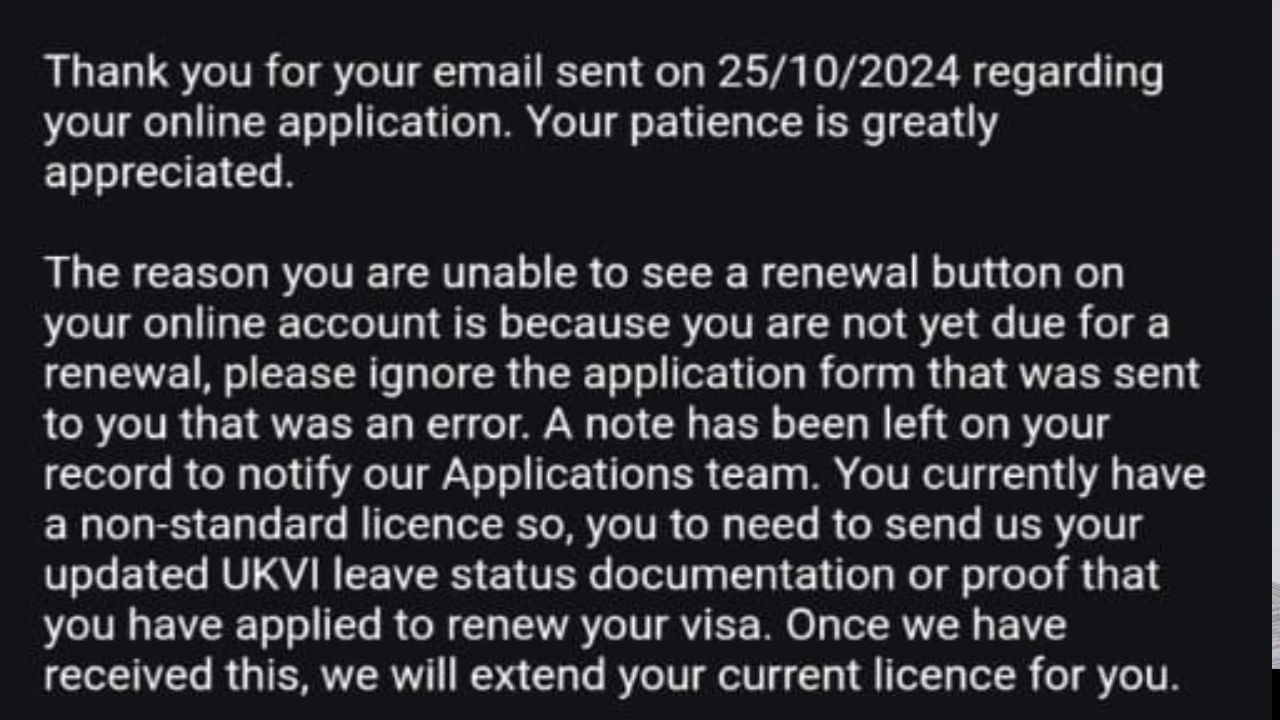 Thank you for your email sent on 25/10/2024 regarding
your online application. Your patience is greatly
appreciated.
The reason you are unable to see a renewal button on
your online account is because you are not yet due for a
renewal, please ignore the application form that was sent
to you that was an error. A note has been left on your
record to notify our Applications team. You currently have
a non-standard licence so, you to need to send us your
updated UKVI leave status documentation or proof that
you have applied to renew your visa. Once we have
received this, we will extend your current licence for you.